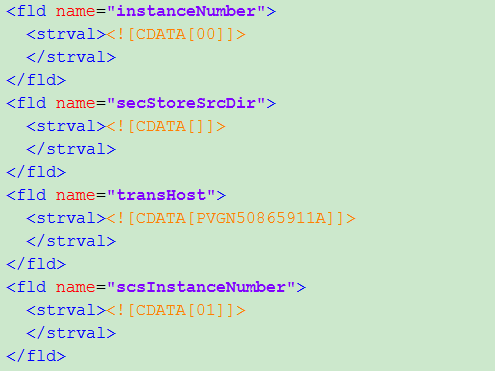 <fld name="instanceNumber">
  <strval><![CDATA[00]]>
  </strval>
</fld>
<fld name="secStoreSrcDir">
  <strval><![CDATA[]]>
  </strval>
</fld>
<fld name="transHost">
  <strval><![CDATA[PVGN50865911A]]>
  </strval>
</fld>
<fld name="scsInstanceNumber">
  <strval><![CDATA[01]]>
  </strval>
</fld>